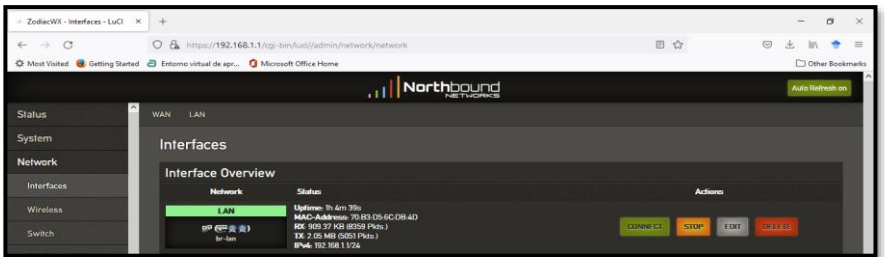 ZodiacWX - Interfaces - LuCI
https://192.168.1.1/cgi-bin/luci//admin/network/network
Most Visited Getting Started Entorno virtual de apr... Microsoft Office Home Other Bookmarks
Northbound
NETWORKS
Auto Refresh on
Status
WAN LAN
System
Interfaces
Network
Interface Overview
Interfaces
Network Status Actions
Wireless
LAN
Uptime: 1h 4m 39s
MAC-Address: 70:B3:D5:6C:DB:4D
RX: 909.37 KB (8359 Pkts.)
TX: 2.05 MB (5051 Pkts.)
IPv4: 192.168.1.1/24
br-lan
CONNECT STOP EDIT DELETE
Switch